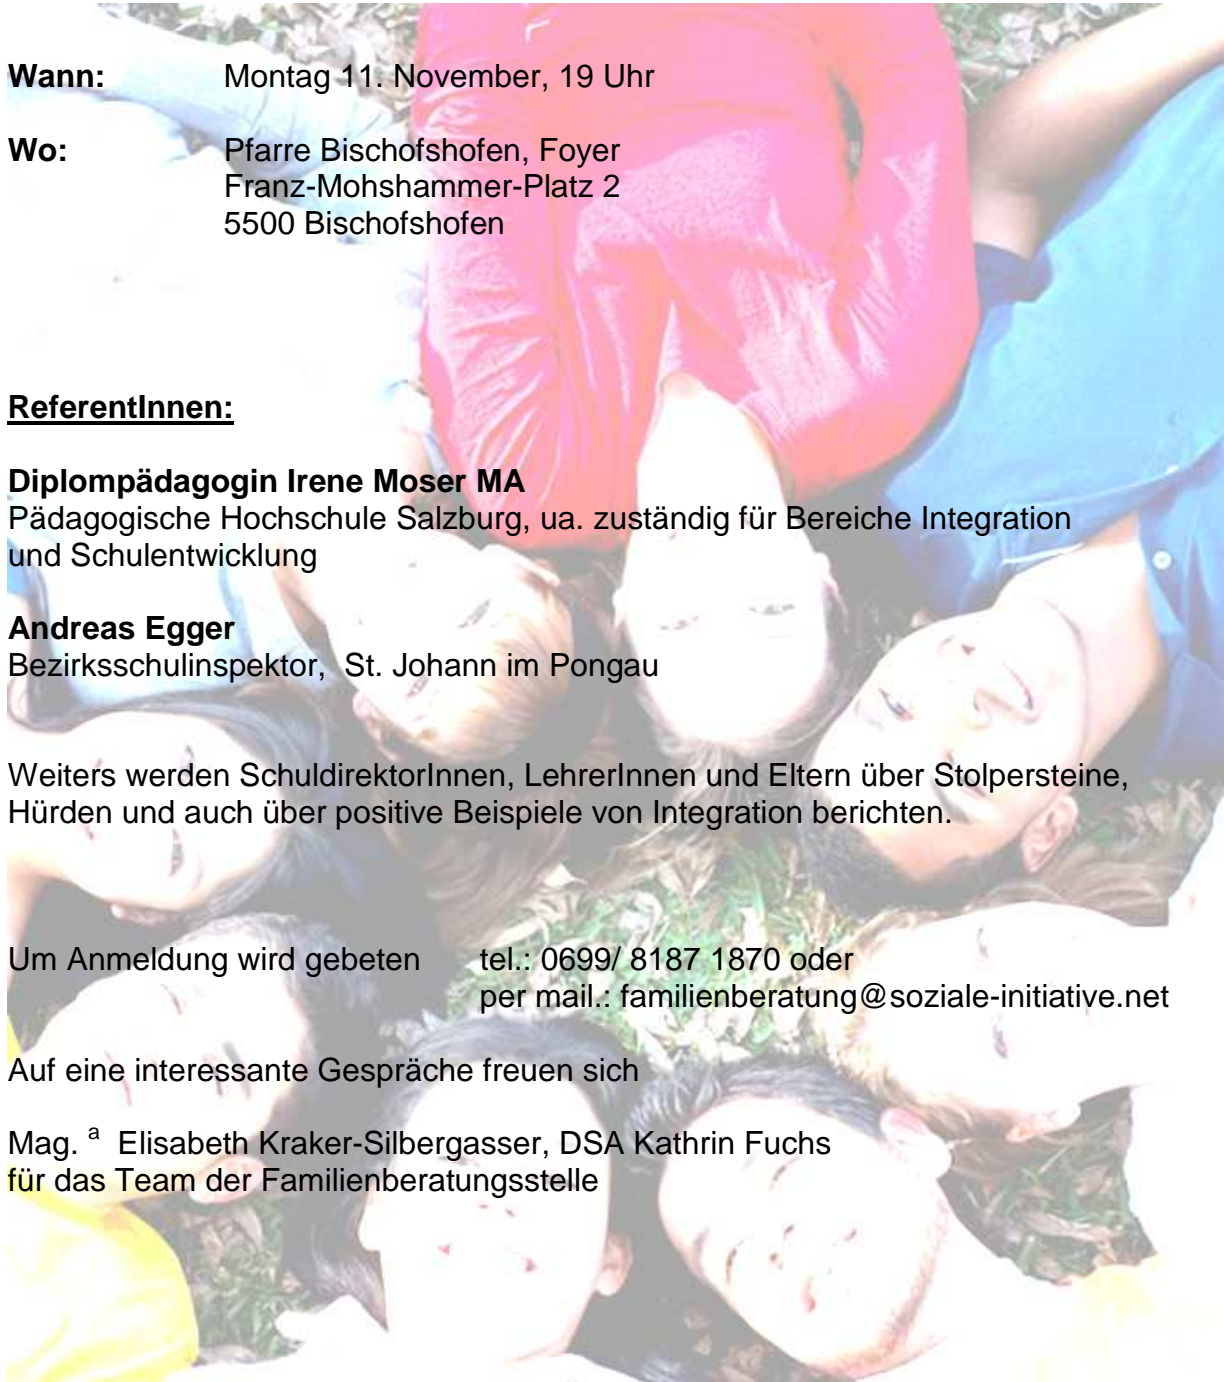 Wann: Montag 11. November, 19 Uhr
Wo: Pfarre Bischofshofen, Foyer
Franz-Mohshammer-Platz 2
5500 Bischofshofen
ReferentInnen:
Diplompädagogin Irene Moser MA
Pädagogische Hochschule Salzburg, ua. zuständig für Bereiche Integration
und Schulentwicklung
Andreas Egger
Bezirksschulinspektor, St. Johann im Pongau
Weiters werden SchuldirektorInnen, LehrerInnen und Eltern über Stolpersteine,
Hürden und auch über positive Beispiele von Integration berichten.
Um Anmeldung wird gebeten tel.: 0699/ 8187 1870 oder
per mail.: familienberatung@soziale-initiative.net
Auf eine interessante Gespräche freuen sich
Mag. a Elisabeth Kraker-Silbergasser, DSA Kathrin Fuchs
für das Team der Familienberatungsstelle